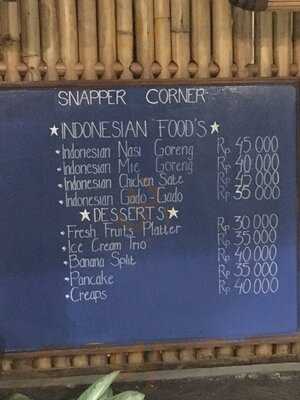 SNAPPER CORNER
★INDONESIAN FOOD'S★
•Indonesian Nasi Goreng Rp 45 000
•Indonesian Mie Goreng Rp 40 000
•Indonesian Chicken Sate Rp 45 000
•Indonesian Gado-Gado Rp 35 000
★DESSERTS★
•Fresh Fruits Platter Rp 30 000
•Ice Cream Trio Rp 35 000
•Banana Split Rp 40 000
•Pancake Rp 35 000
•Creaps Rp 40 000